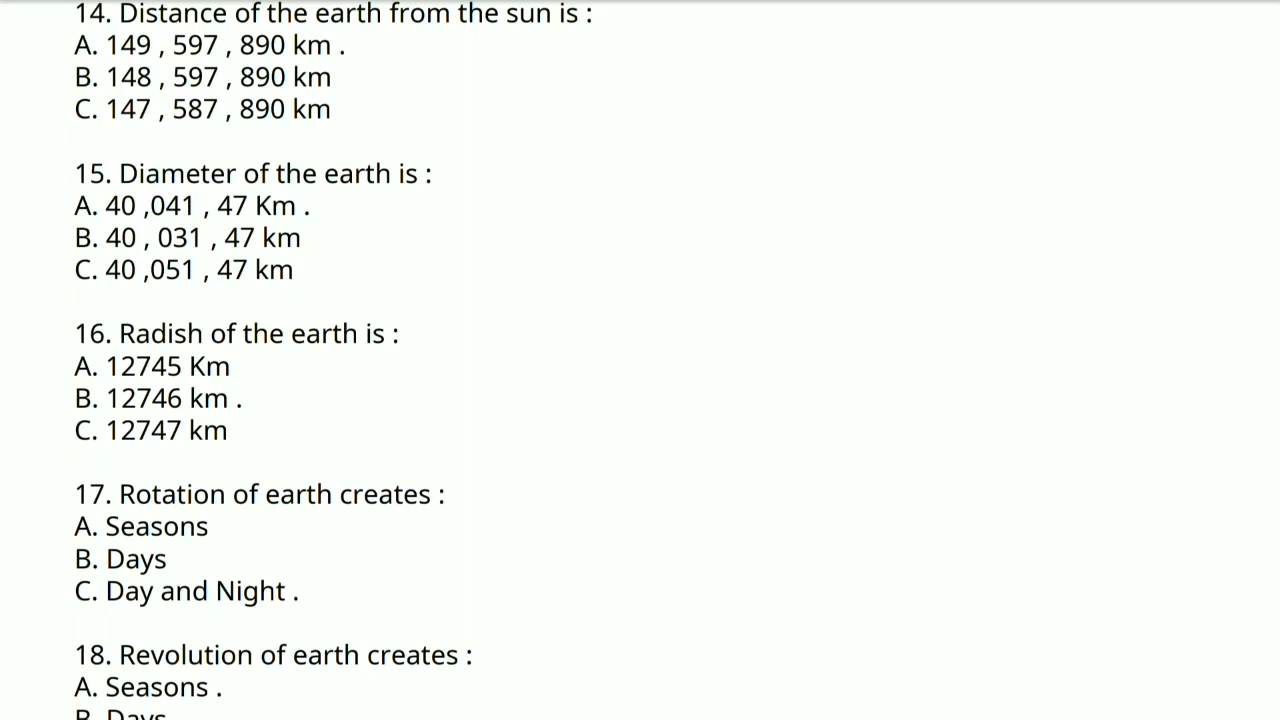 14. Distance of the earth from the sun is :
A. 149 , 597 , 890 km .
B. 148 , 597 , 890 km
C. 147 , 587 , 890 km
15. Diameter of the earth is :
A. 40 ,041 , 47 Km .
B. 40 , 031 , 47 km
C. 40 ,051 , 47 km
16. Radish of the earth is :
A. 12745 Km
B. 12746 km .
C. 12747 km
17. Rotation of earth creates :
A. Seasons
B. Days
C. Day and Night .
18. Revolution of earth creates :
A. Seasons .
B. Days